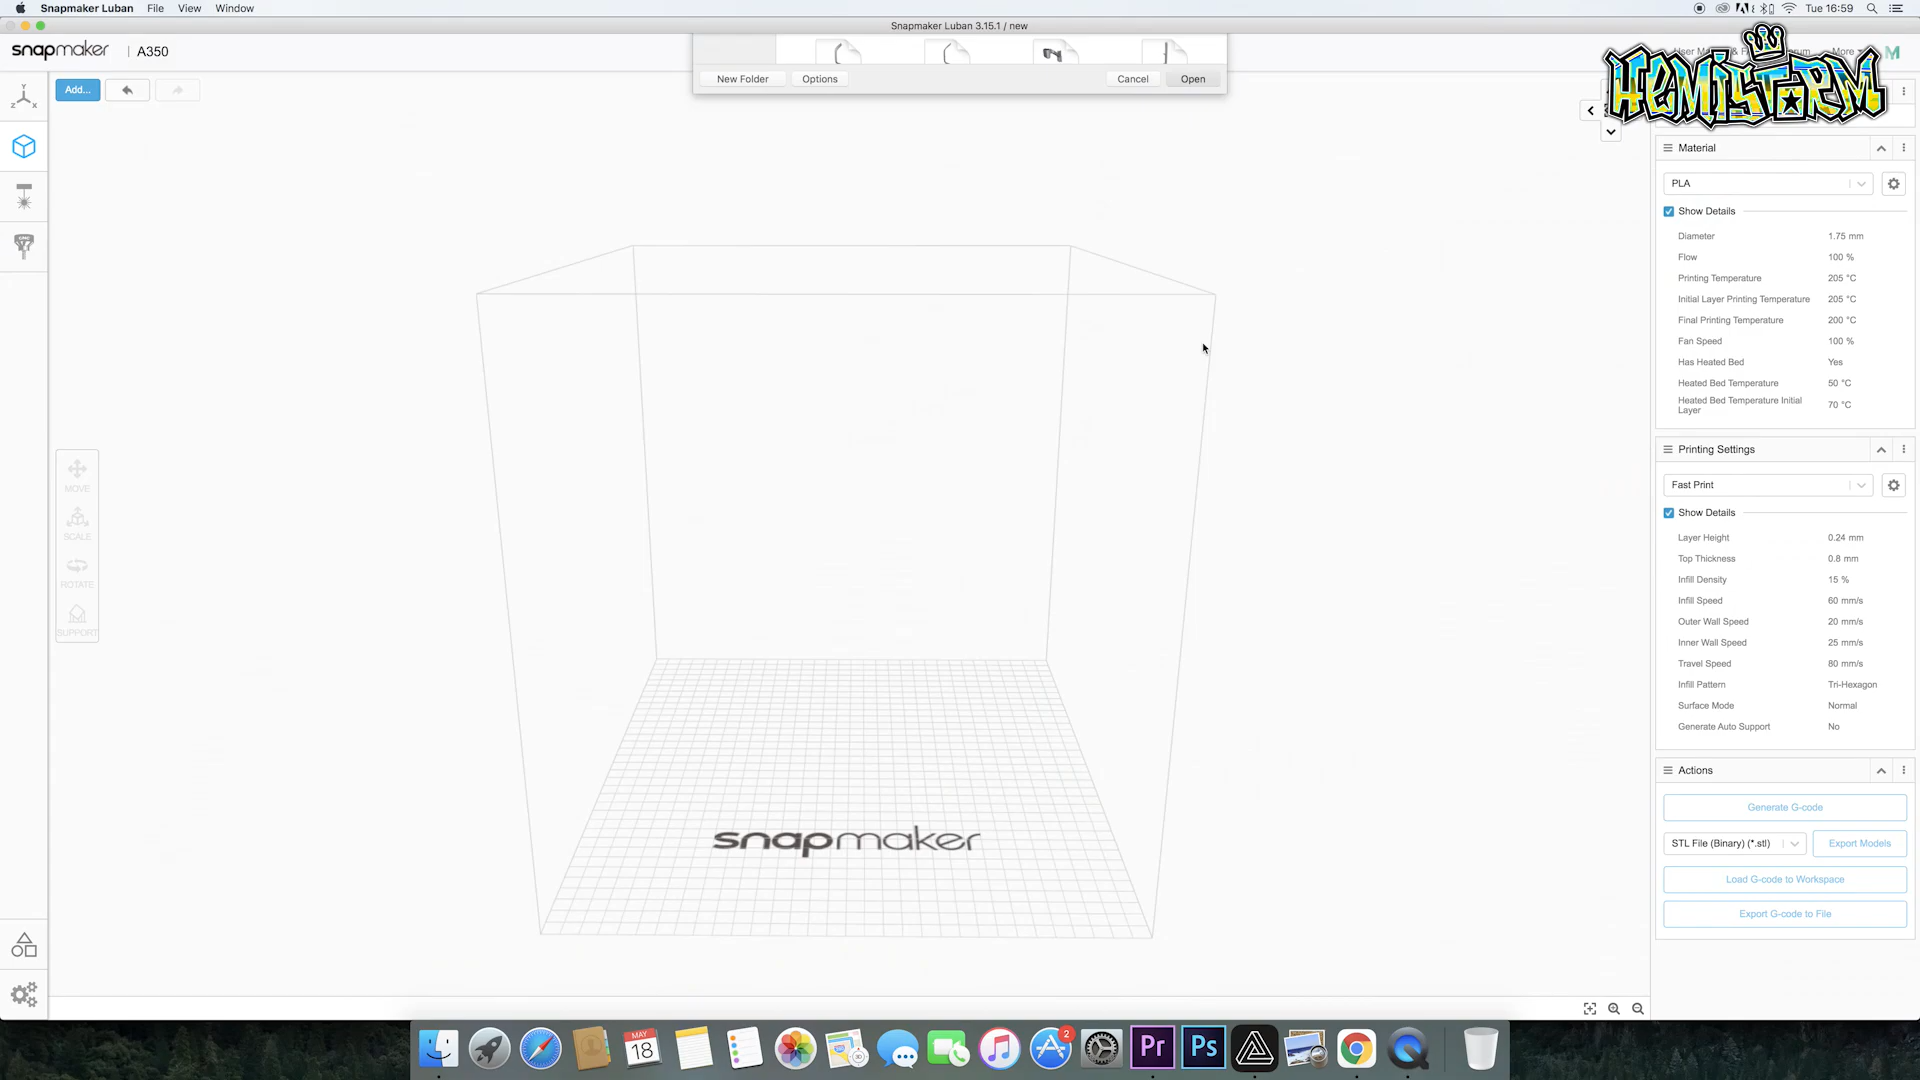 Snapmaker Luban File View Window Tue 16:59
Snapmaker Luban 3.15.1 / new
snapmaker | A350
New Folder Options Cancel Open
HEMISTORM
Add...
Material
PLA
Show Details
Diameter 1.75 mm
Flow 100 %
Printing Temperature 205 °C
Initial Layer Printing Temperature 205 °C
Final Printing Temperature 200 °C
Fan Speed 100 %
Has Heated Bed Yes
Heated Bed Temperature 50 °C
Heated Bed Temperature Initial
Layer 70 °C
Printing Settings
Fast Print
Show Details
Layer Height 0.24 mm
Top Thickness 0.8 mm
Infill Density 15 %
Infill Speed 60 mm/s
Outer Wall Speed 20 mm/s
Inner Wall Speed 25 mm/s
Travel Speed 80 mm/s
Infill Pattern Tri-Hexagon
Surface Mode Normal
Generate Auto Support No
Actions
Generate G-code
STL File (Binary) (*.stl) Export Models
Load G-code to Workspace
Export G-code to File
MOVE
SCALE
ROTATE
SUPPORT
snapmaker
MAY
18
2
Pr
Ps